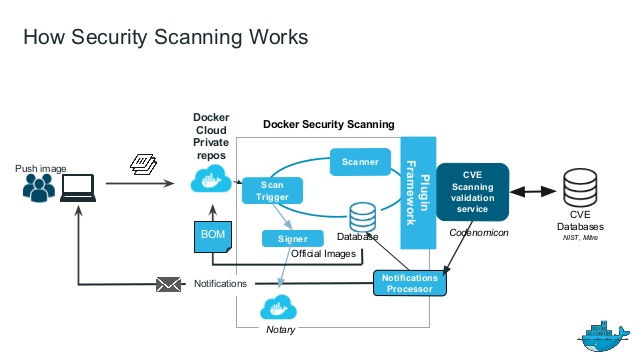 How Security Scanning Works
Docker
Cloud
Private
repos
Docker Security Scanning
Push image
Scanner
Scan
Trigger
Plugin
Framework
CVE
Scanning
validation
service
CVE
Databases
NIST, Mitre
BOM
Signer
Database
Codenomicon
Official Images
Notifications
Notifications
Processor
Notary